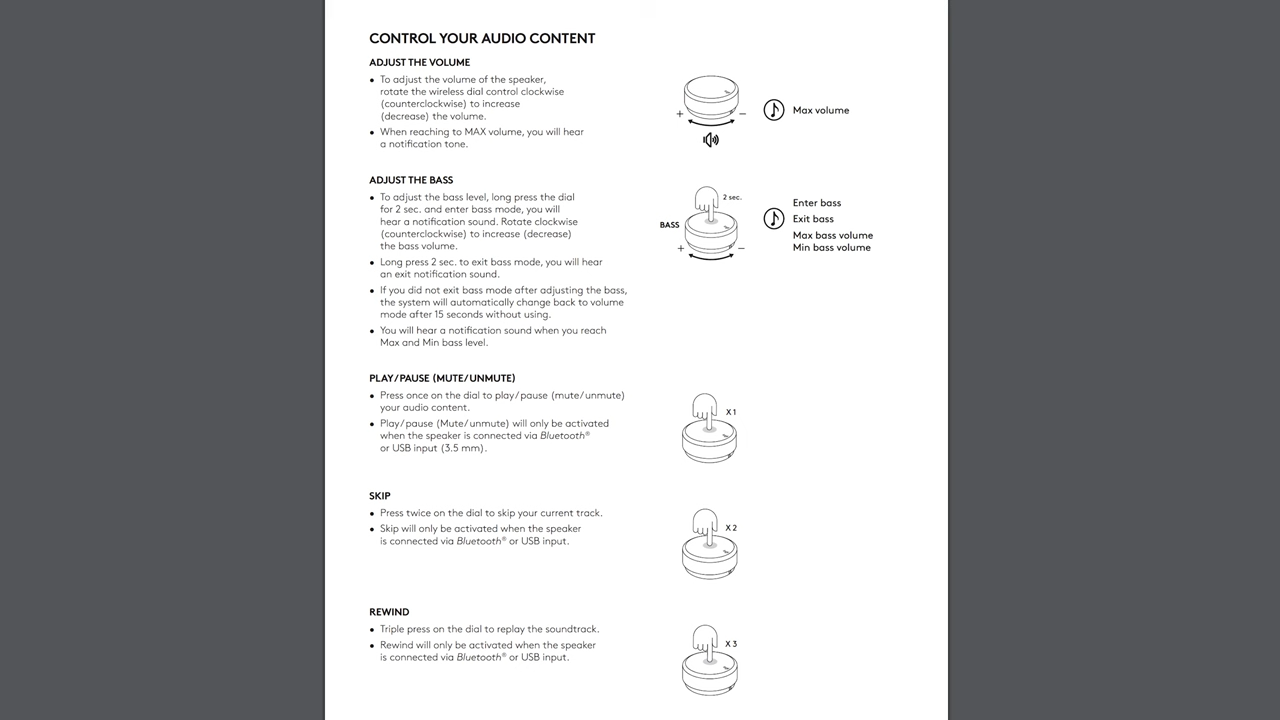 CONTROL YOUR AUDIO CONTENT
ADJUST THE VOLUME
• To adjust the volume of the speaker,
rotate the wireless dial control clockwise
(counterclockwise) to increase
(decrease) the volume.
• When reaching to MAX volume, you will hear
a notification tone.
+ −
Max volume
ADJUST THE BASS
• To adjust the bass level, long press the dial
for 2 sec. and enter bass mode, you will
hear a notification sound. Rotate clockwise
(counterclockwise) to increase (decrease)
the bass volume.
• Long press 2 sec. to exit bass mode, you will hear
an exit notification sound.
• If you did not exit bass mode after adjusting the bass,
the system will automatically change back to volume
mode after 15 seconds without using.
• You will hear a notification sound when you reach
Max and Min bass level.
2 sec.
BASS
+ −
Enter bass
Exit bass
Max bass volume
Min bass volume
PLAY/PAUSE (MUTE/UNMUTE)
• Press once on the dial to play/pause (mute/unmute)
your audio content.
• Play/pause (Mute/unmute) will only be activated
when the speaker is connected via Bluetooth®
or USB input (3.5 mm).
X 1
SKIP
• Press twice on the dial to skip your current track.
• Skip will only be activated when the speaker
is connected via Bluetooth® or USB input.
X 2
REWIND
• Triple press on the dial to replay the soundtrack.
• Rewind will only be activated when the speaker
is connected via Bluetooth® or USB input.
X 3